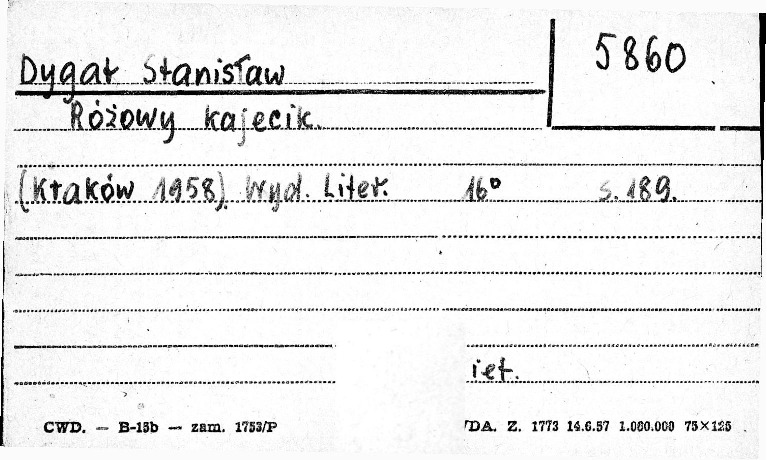 5860
Dygat Stanisław
Różowy kajecik.
(Kraków 1958). Wyd. Liter. 16° s. 189.
iet.
CWD. — B-15b — zam. 1753/P DA. Z. 1773 14.6.57 1.000.000 75×125